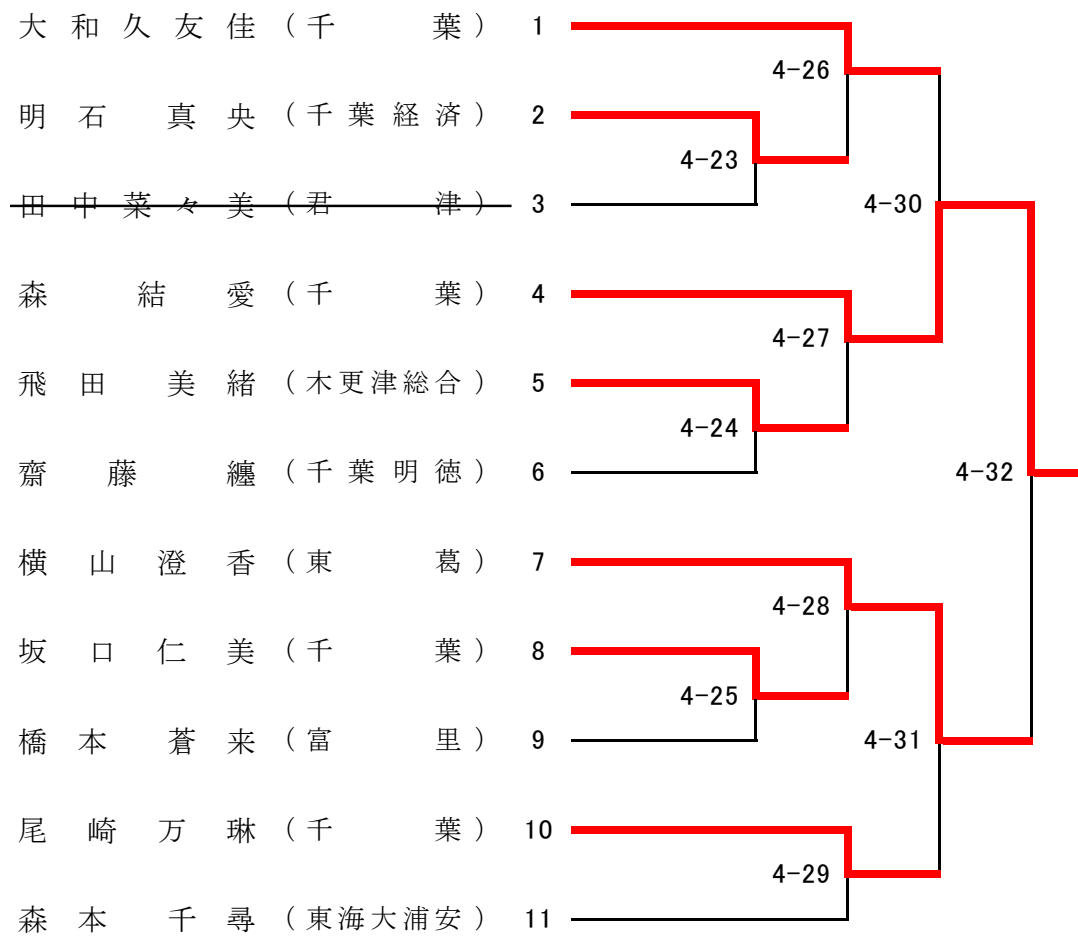 大和久友佳（千葉） 1
4-26
明石真央（千葉経済） 2
4-23
田中菜々美（君津） 3
4-30
森結愛（千葉） 4
4-27
飛田美緒（木更津総合） 5
4-24
齋藤纏（千葉明徳） 6
4-32
横山澄香（東葛） 7
4-28
坂口仁美（千葉） 8
4-25
橋本蒼来（富里） 9
4-31
尾崎万琳（千葉） 10
4-29
森本千尋（東海大浦安） 11